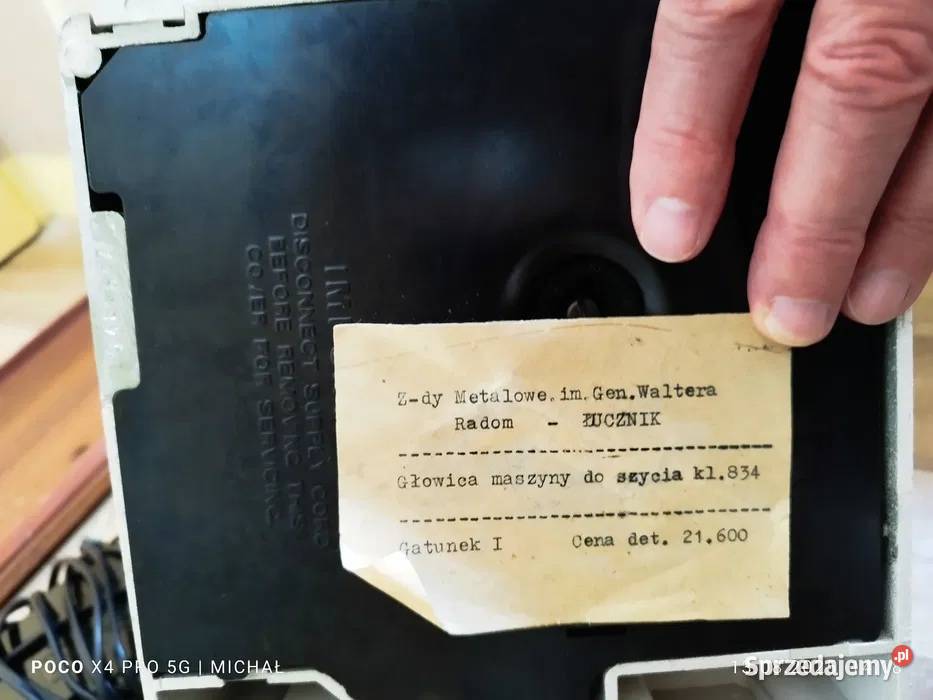 Z-dy Metalowe.im.Gen.Waltera
Radom - ŁUCZNIK
Głowica maszyny do szycia kl.834
Gatunek I Cena det. 21.600
DISCONNECT SUPPLY CORD
BEFORE REMOVING THIS
COVER FOR SERVICING
POCO X4 PRO 5G | MICHAŁ
Sprzedajemy.pl